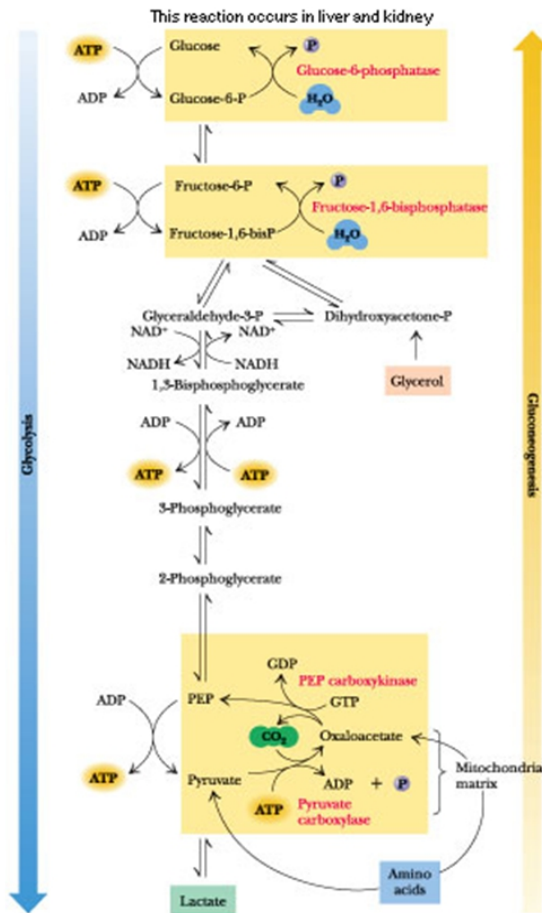 This reaction occurs in liver and kidney
ATP
Glucose
P
Glucose-6-phosphatase
ADP
Glucose-6-P
H₂O
ATP
Fructose-6-P
P
Fructose-1,6-bisphosphatase
ADP
Fructose-1,6-bisP
H₂O
Glyceraldehyde-3-P
Dihydroxyacetone-P
NAD⁺
NAD⁺
NADH
NADH
Glycerol
1,3-Bisphosphoglycerate
ADP
ADP
ATP
ATP
3-Phosphoglycerate
2-Phosphoglycerate
GDP
PEP carboxykinase
ADP
PEP
GTP
CO₂
Oxaloacetate
Mitochondria
matrix
ATP
Pyruvate
ADP + P
ATP
Pyruvate
carboxylase
Amino
acids
Lactate
Glycolysis
Gluconeogenesis